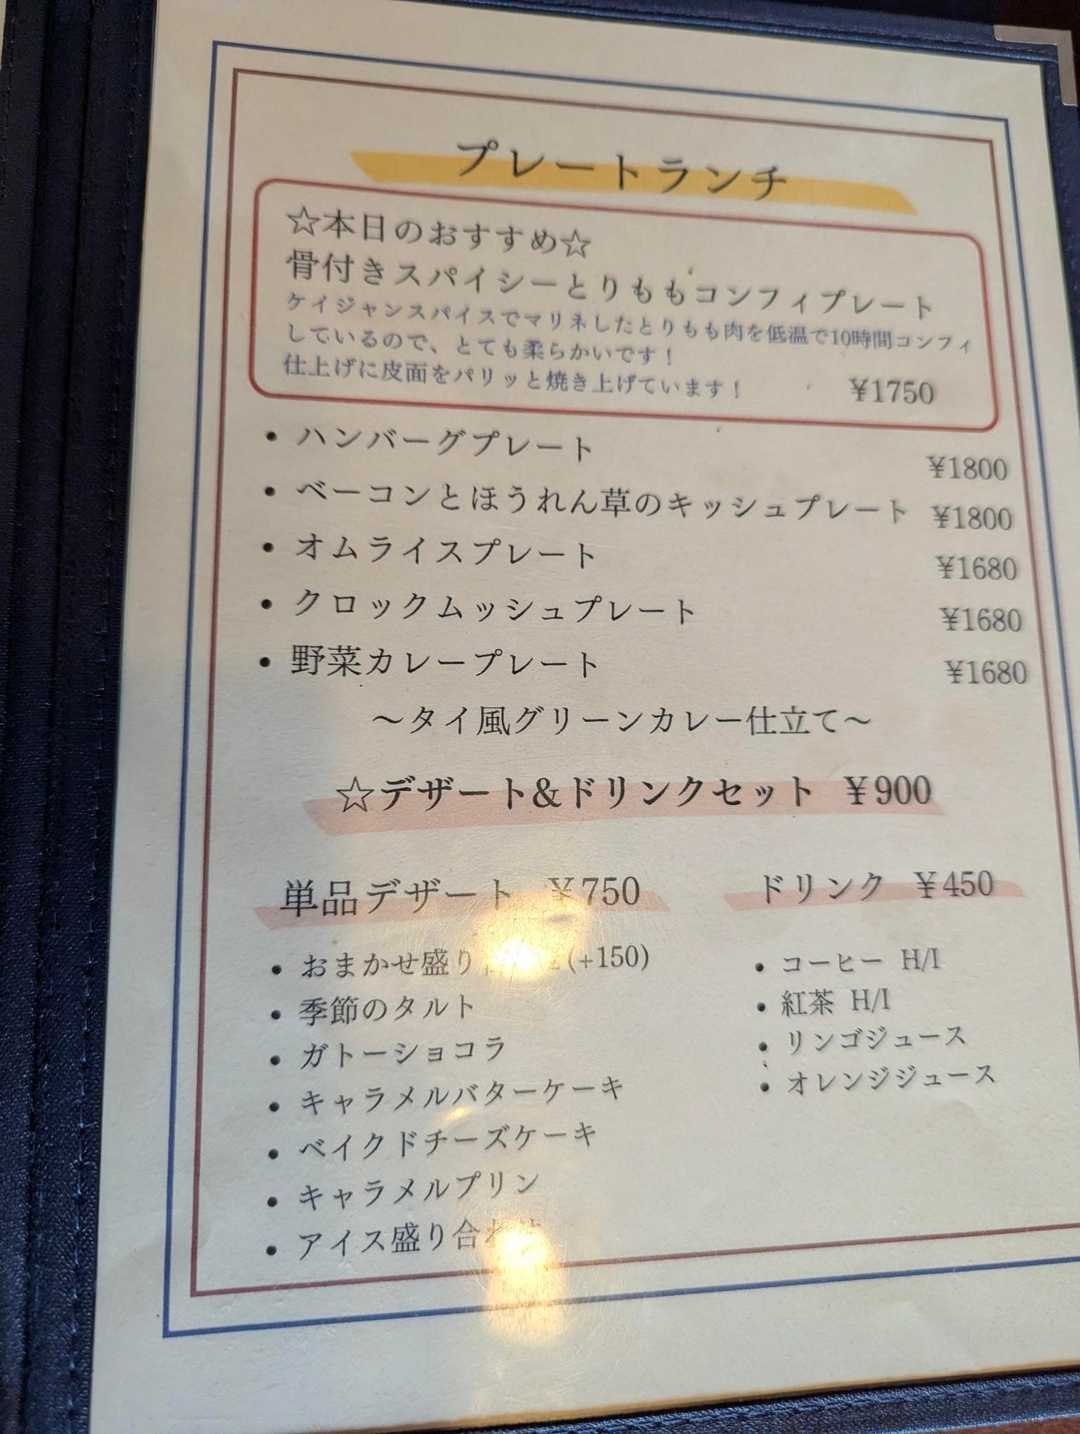 プレートランチ
☆本日のおすすめ☆
骨付きスパイシーとりももコンフィプレート
ケイジャンスパイスでマリネしたとりもも肉を低温で10時間コンフィ
しているので、とても柔らかいです！
仕上げに皮面をパリッと焼き上げています！ ¥1750
• ハンバーグプレート ¥1800
• ベーコンとほうれん草のキッシュプレート ¥1800
• オムライスプレート ¥1680
• クロックムッシュプレート ¥1680
• 野菜カレープレート ¥1680
～タイ風グリーンカレー仕立て～
☆デザート&ドリンクセット ¥900
単品デザート ¥750
• おまかせ盛り (+150)
• 季節のタルト
• ガトーショコラ
• キャラメルバターケーキ
• ベイクドチーズケーキ
• キャラメルプリン
• アイス盛り合わせ
ドリンク ¥450
• コーヒー H/I
• 紅茶 H/I
• リンゴジュース
• オレンジジュース